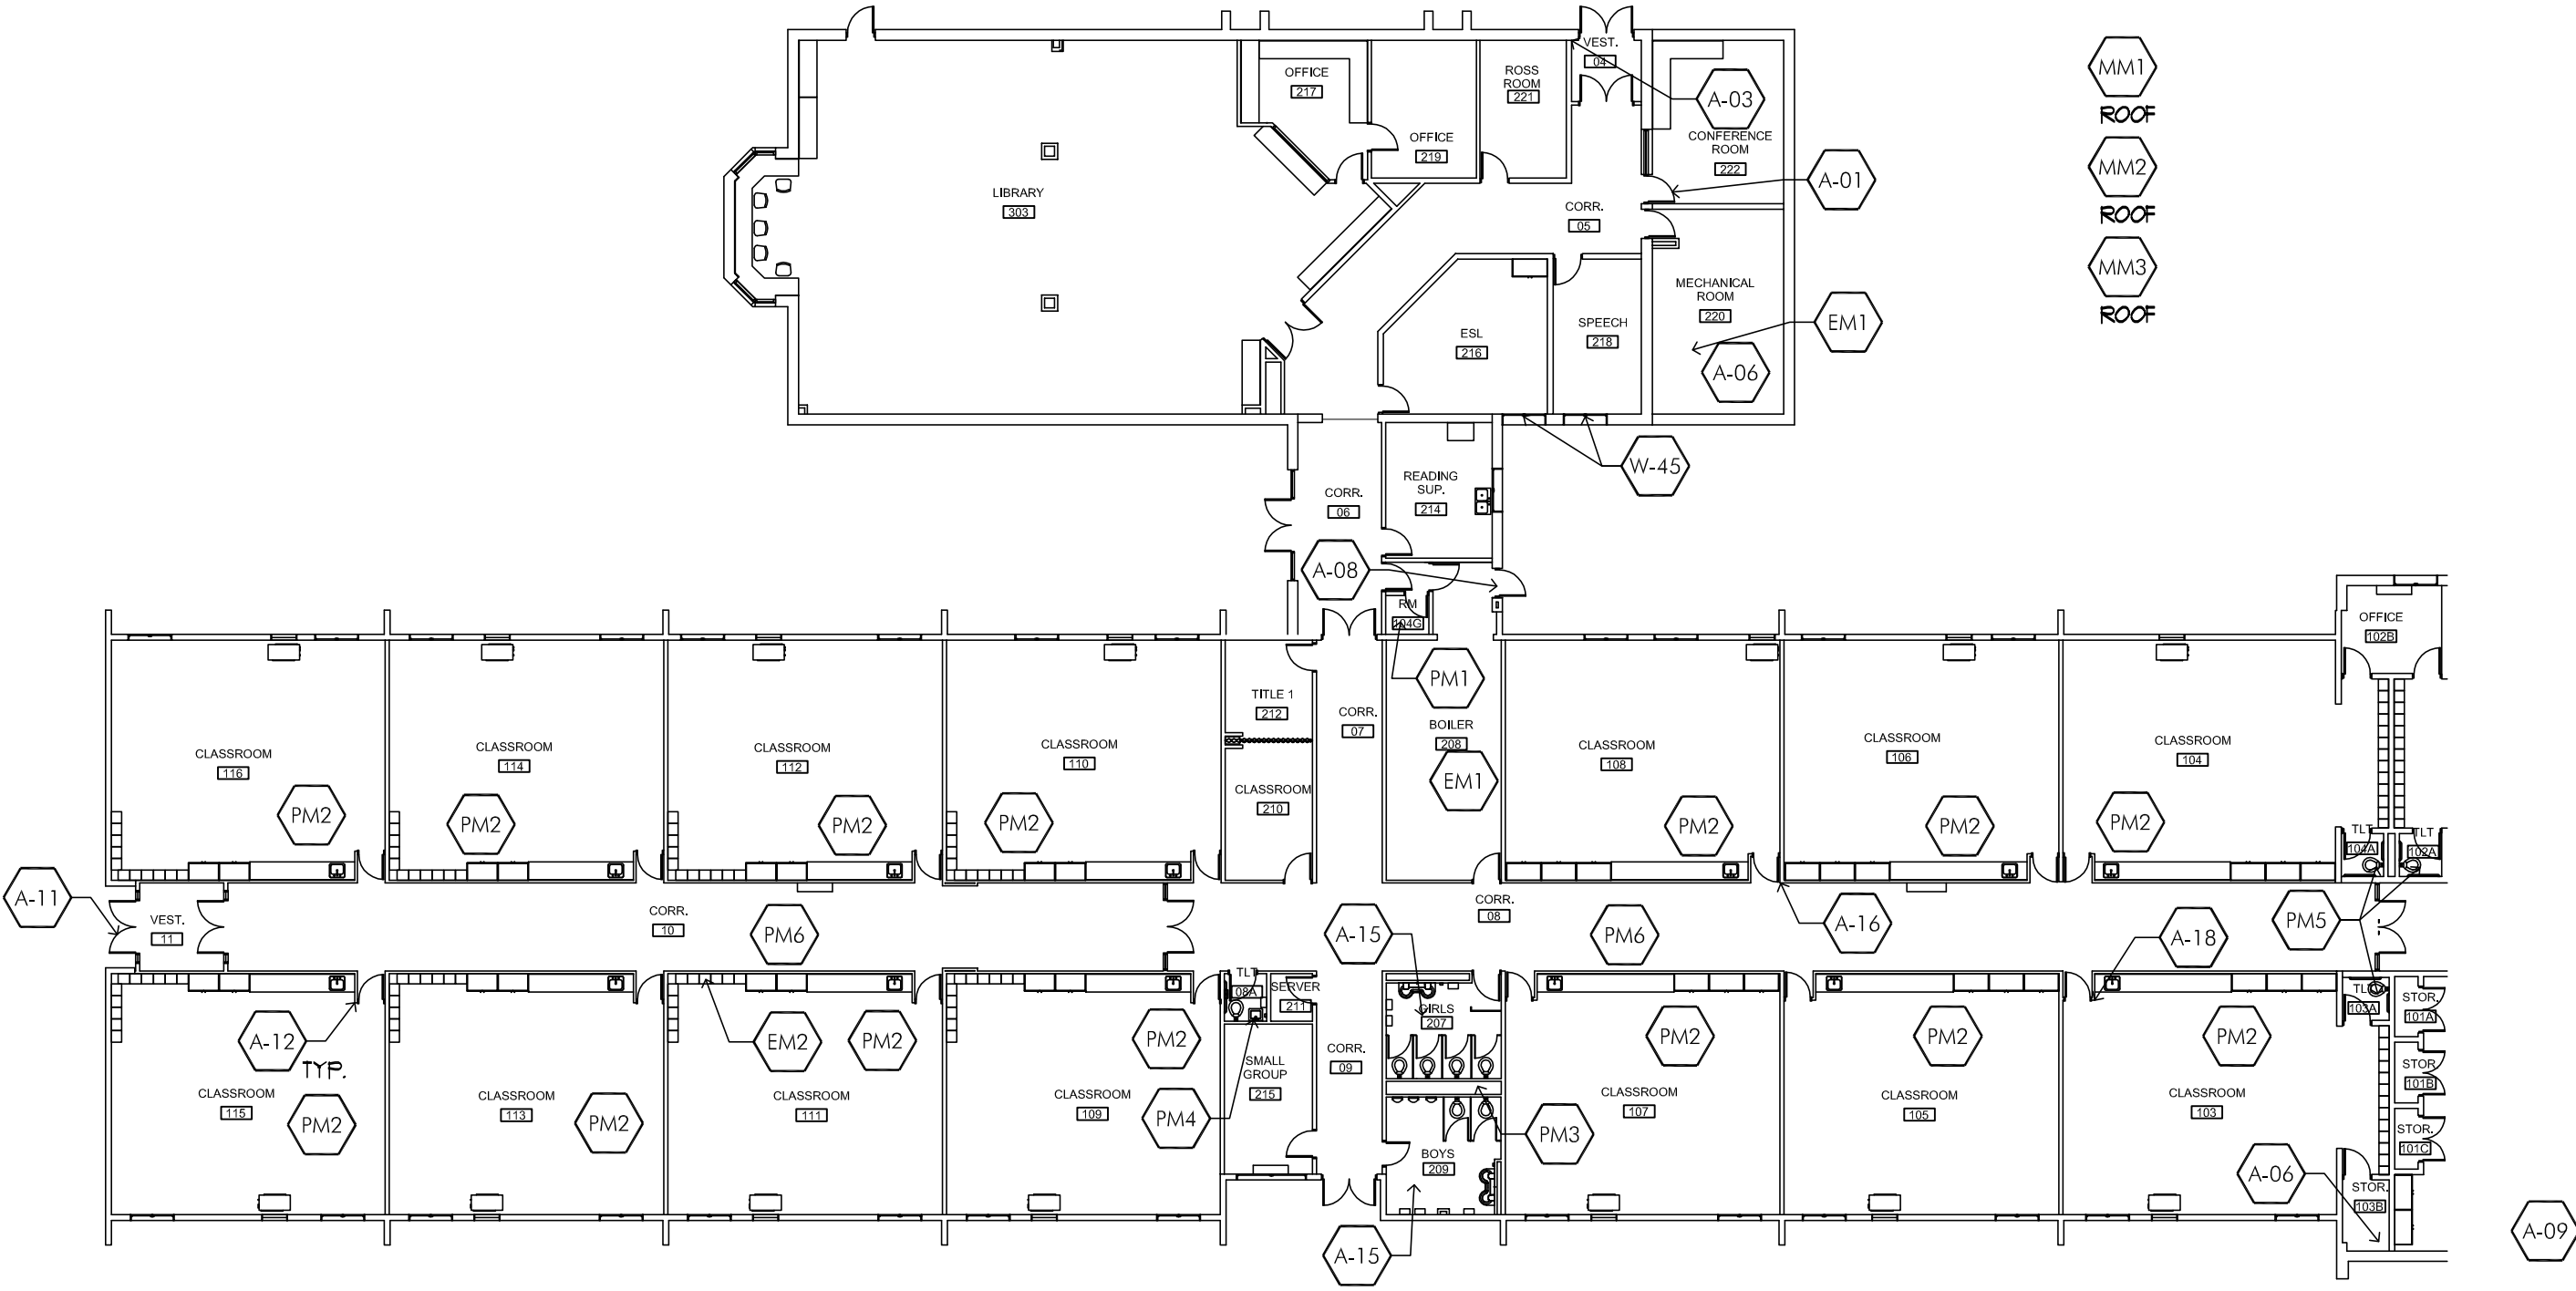 VEST.
04
MM1
ROOF
MM2
ROOF
MM3
ROOF
OFFICE
217
ROSS
ROOM
221
A-03
OFFICE
219
CONFERENCE
ROOM
222
A-01
LIBRARY
303
CORR.
05
MECHANICAL
ROOM
220
EM1
A-06
ESL
216
SPEECH
218
W-45
READING
SUP.
214
CORR.
06
A-08
RM
104G
PM1
OFFICE
102B
TITLE 1
212
CORR.
07
BOILER
208
EM1
CLASSROOM
116
PM2
CLASSROOM
114
PM2
CLASSROOM
112
PM2
CLASSROOM
110
PM2
CLASSROOM
210
CLASSROOM
108
PM2
CLASSROOM
106
PM2
CLASSROOM
104
PM2
TLT
104A
TLT
102A
A-11
VEST.
11
CORR.
10
PM6
A-15
CORR.
08
PM6
A-16
A-18
PM5
TLT
08A
SERVER
211
GIRLS
207
TLT
103A
STOR.
101A
STOR.
101B
STOR.
101C
A-12
TYP.
CLASSROOM
115
PM2
CLASSROOM
113
PM2
EM2
PM2
CLASSROOM
111
PM2
CLASSROOM
109
PM4
SMALL
GROUP
215
CORR.
09
PM3
BOYS
209
A-15
PM2
CLASSROOM
107
PM2
CLASSROOM
105
PM2
CLASSROOM
103
A-06
STOR.
103B
A-09